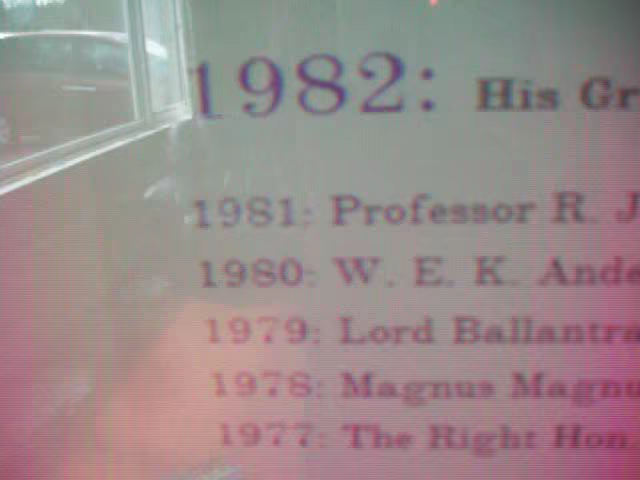 1982: His Gr
1981: Professor R. J
1980: W. E. K. Ande
1979: Lord Ballantra
1978: Magnus Magnu
1977: The Right Hon.